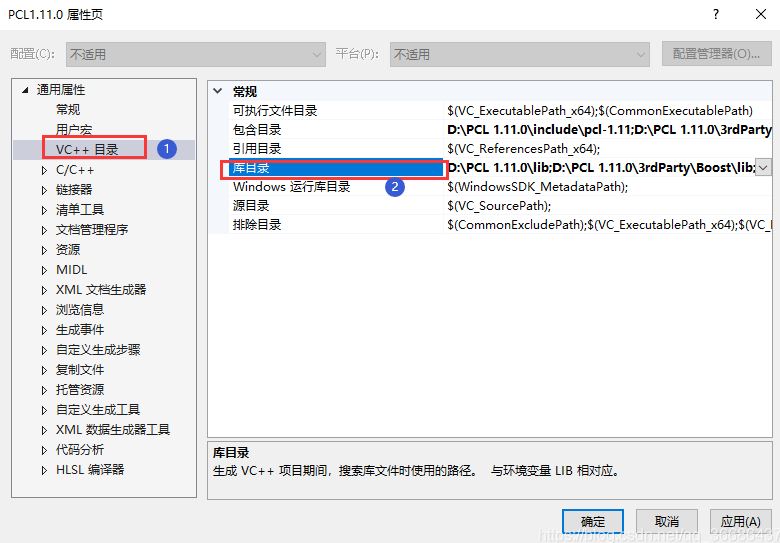 PCL1.11.0 属性页
配置(C): 不适用 平台(P): 不适用 配置管理器(O)...
通用属性
常规
用户宏
VC++ 目录 1
C/C++
链接器
清单工具
文档管理程序
资源
MIDL
XML 文档生成器
浏览信息
生成事件
自定义生成步骤
复制文件
托管资源
自定义生成工具
XML 数据生成器工具
代码分析
HLSL 编译器
常规
可执行文件目录 $(VC_ExecutablePath_x64);$(CommonExecutablePath)
包含目录 D:\PCL 1.11.0\include\pcl-1.11;D:\PCL 1.11.0\3rdParty
引用目录 $(VC_ReferencesPath_x64);
库目录 D:\PCL 1.11.0\lib;D:\PCL 1.11.0\3rdParty\Boost\lib;
Windows 运行库目录 2 $(WindowsSDK_MetadataPath);
源目录 $(VC_SourcePath);
排除目录 $(CommonExcludePath);$(VC_ExecutablePath_x64);$(VC_
库目录
生成 VC++ 项目期间，搜索库文件时使用的路径。 与环境变量 LIB 相对应。
确定 取消 应用(A)